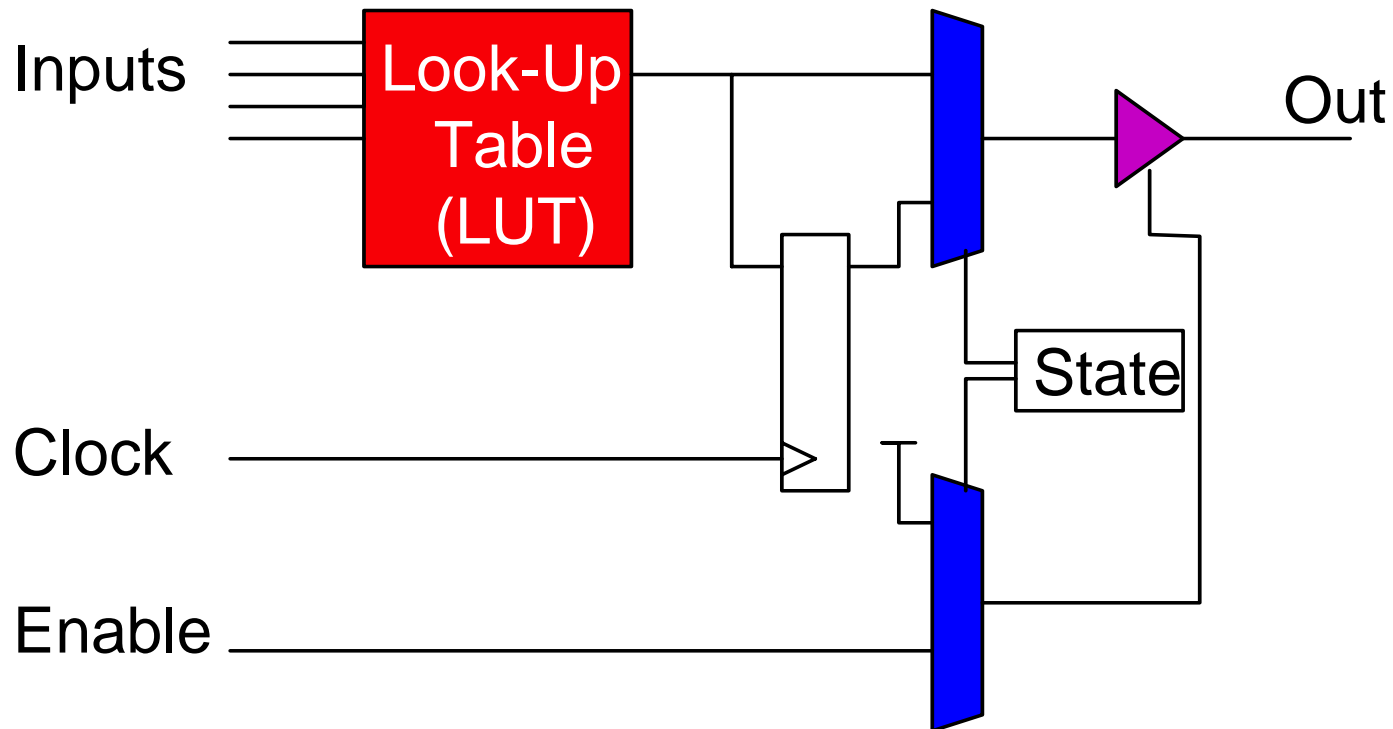 Inputs
Look-Up
Table
(LUT)
Out
State
Clock
Enable